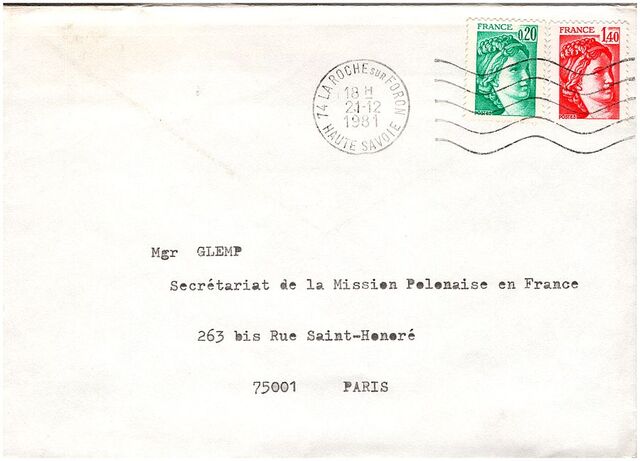 FRANCE 0,20
FRANCE 1,40
POSTES
POSTES
74 LA ROCHE SUR FORON
18 H
21-12
1981
HAUTE SAVOIE
Mgr GLEMP
Secrétariat de la Mission Polonaise en France
263 bis Rue Saint-Honoré
75001 PARIS